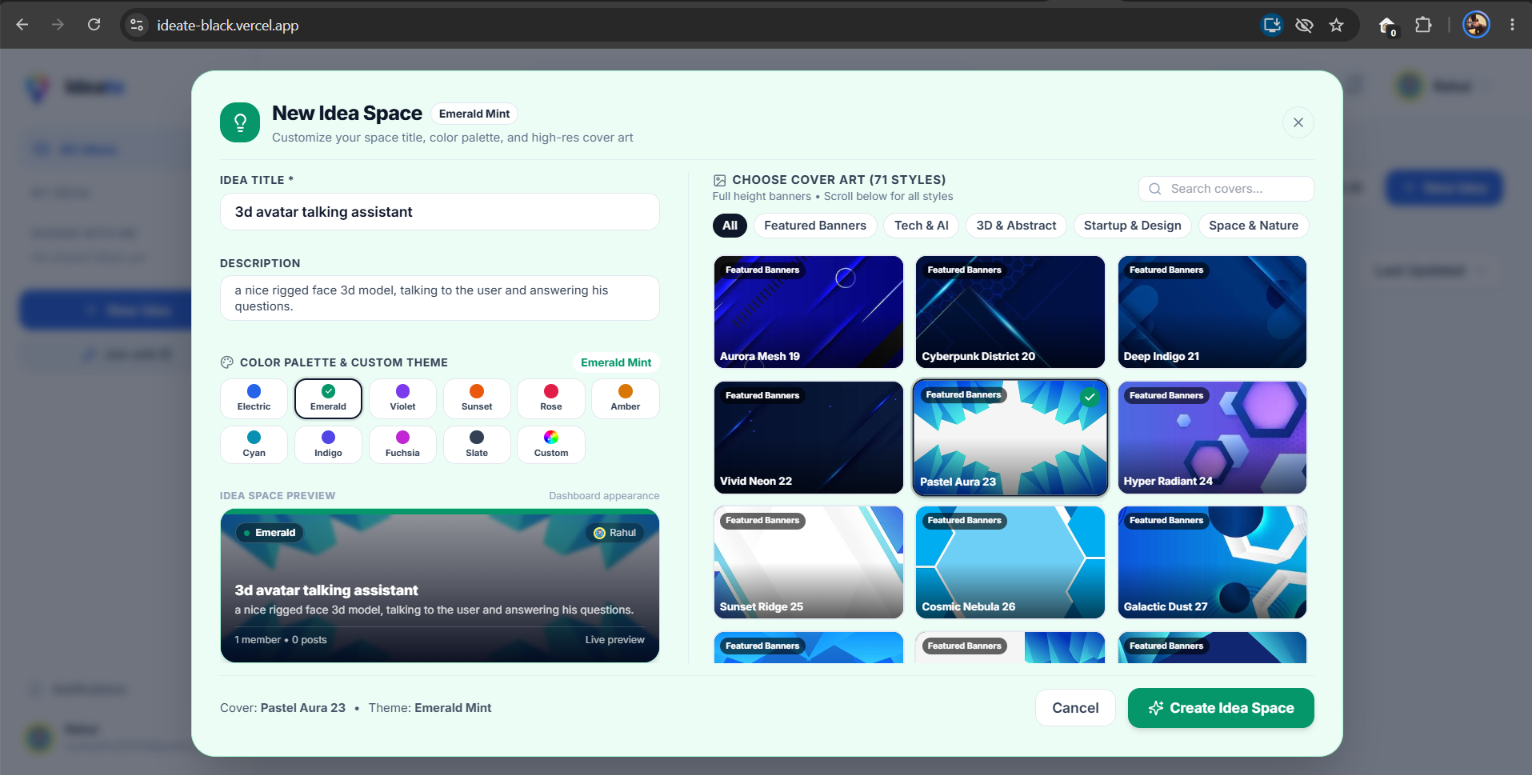 ideate-black.vercel.app
0
New Idea Space
Emerald Mint
Customize your space title, color palette, and high-res cover art
IDEA TITLE *
3d avatar talking assistant
DESCRIPTION
a nice rigged face 3d model, talking to the user and answering his
questions.
COLOR PALETTE & CUSTOM THEME
Emerald Mint
Electric
Emerald
Violet
Sunset
Rose
Amber
Cyan
Indigo
Fuchsia
Slate
Custom
IDEA SPACE PREVIEW
Dashboard appearance
Emerald
Rahul
3d avatar talking assistant
a nice rigged face 3d model, talking to the user and answering his questions.
1 member • 0 posts
Live preview
CHOOSE COVER ART (71 STYLES)
Full height banners • Scroll below for all styles
Search covers...
All
Featured Banners
Tech & AI
3D & Abstract
Startup & Design
Space & Nature
Featured Banners
Aurora Mesh 19
Featured Banners
Cyberpunk District 20
Featured Banners
Deep Indigo 21
Featured Banners
Vivid Neon 22
Featured Banners
Pastel Aura 23
Featured Banners
Hyper Radiant 24
Featured Banners
Sunset Ridge 25
Featured Banners
Cosmic Nebula 26
Featured Banners
Galactic Dust 27
Featured Banners
Featured Banners
Featured Banners
Cover: Pastel Aura 23 • Theme: Emerald Mint
Cancel
Create Idea Space